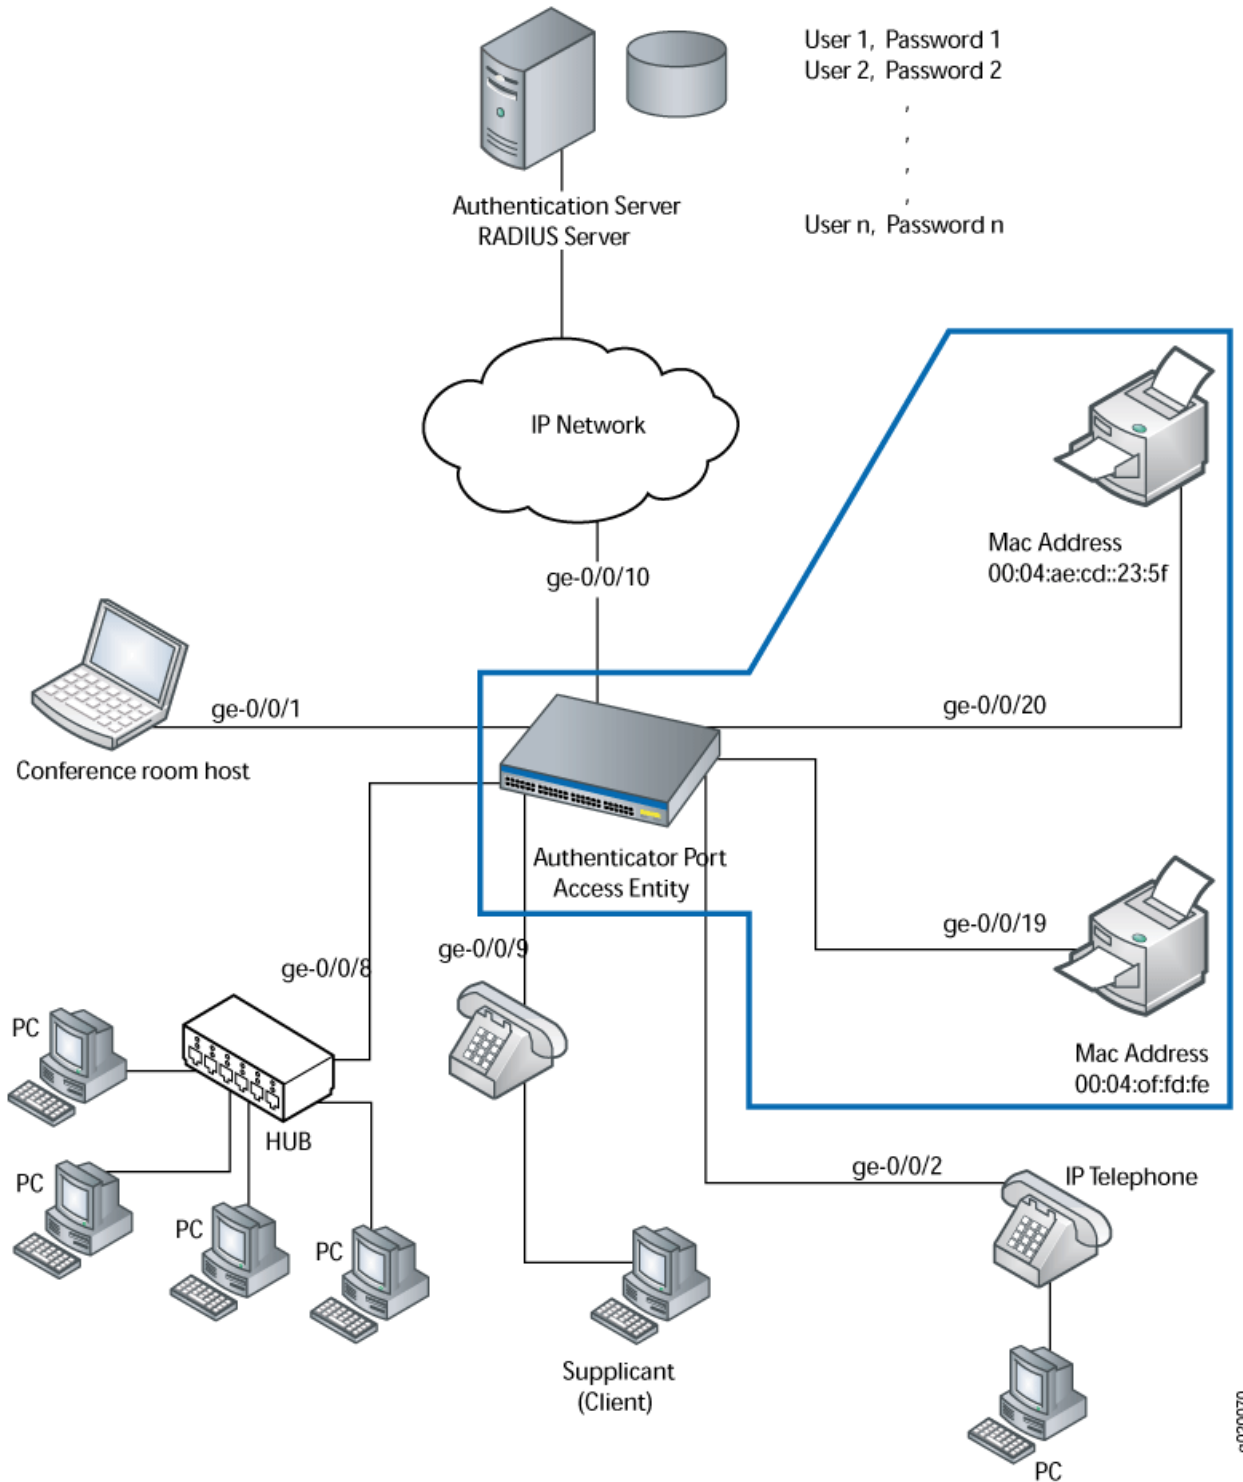 User 1, Password 1
User 2, Password 2
,
,
,
,
User n, Password n
Authentication Server
RADIUS Server
IP Network
ge-0/0/10
Mac Address
00:04:ae:cd::23:5f
ge-0/0/1
ge-0/0/20
Conference room host
Authenticator Port
Access Entity
ge-0/0/19
ge-0/0/8
ge-0/0/9
PC
Mac Address
00:04:of:fd:fe
HUB
ge-0/0/2
IP Telephone
PC
PC
PC
Supplicant
(Client)
PC
g020079